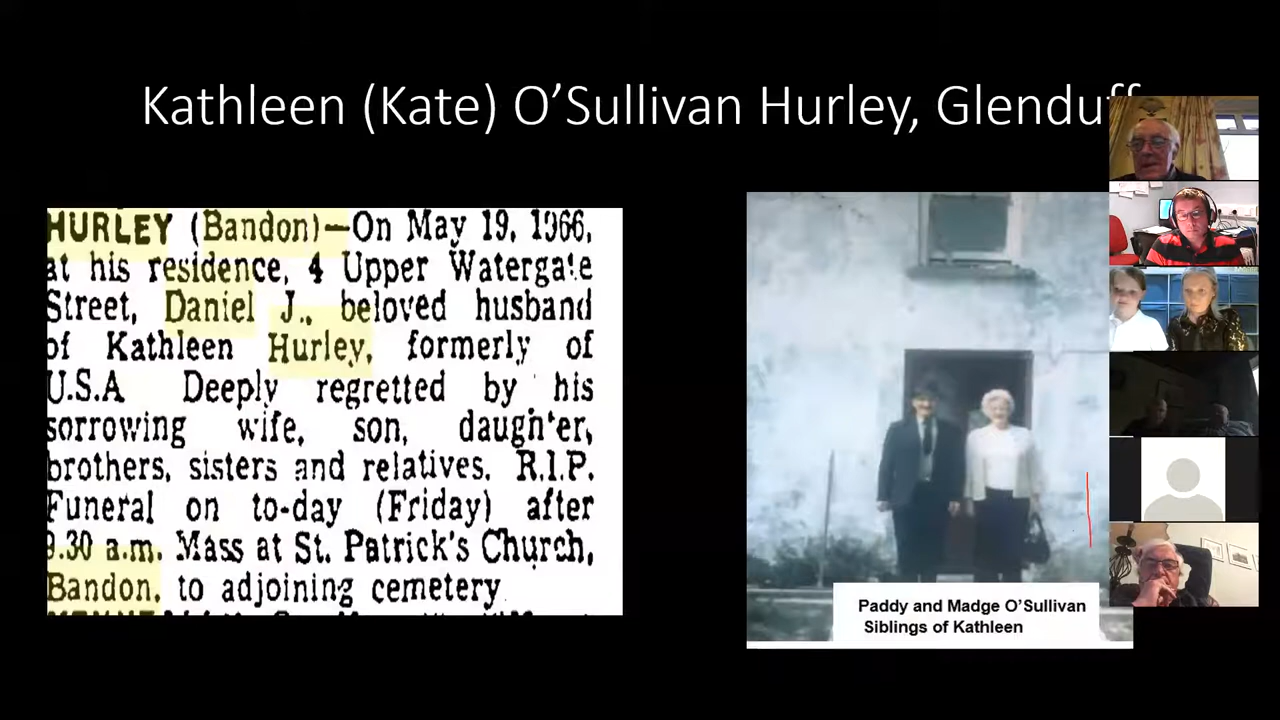 Kathleen (Kate) O’Sullivan Hurley, Glenduff
HURLEY (Bandon)—On May 19, 1966,
at his residence, 4 Upper Watergate
Street, Daniel J., beloved husband
of Kathleen Hurley, formerly of
U.S.A Deeply regretted by his
sorrowing wife, son, daughter,
brothers, sisters and relatives. R.I.P.
Funeral on to-day (Friday) after
9.30 a.m. Mass at St. Patrick's Church,
Bandon, to adjoining cemetery
Paddy and Madge O'Sullivan
Siblings of Kathleen